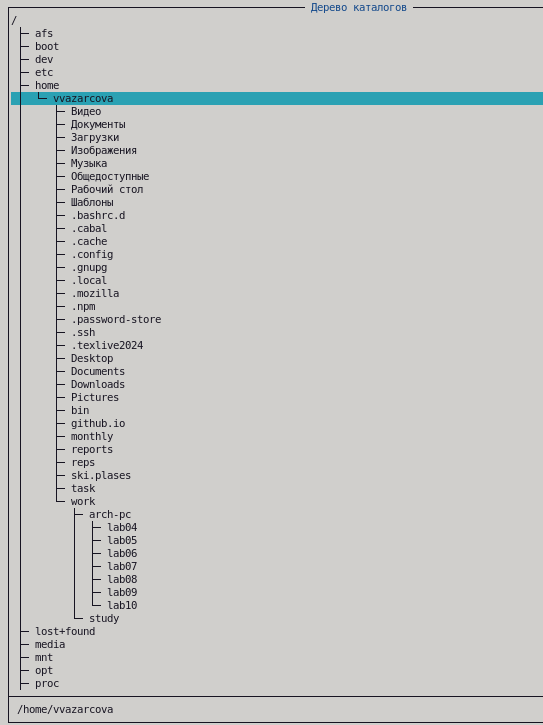 Дерево каталогов
/
afs
boot
dev
etc
home
vvazarcova
Видео
Документы
Загрузки
Изображения
Музыка
Общедоступные
Рабочий стол
Шаблоны
.bashrc.d
.cabal
.cache
.config
.gnupg
.local
.mozilla
.npm
.password-store
.ssh
.texlive2024
Desktop
Documents
Downloads
Pictures
bin
github.io
monthly
reports
reps
ski.plases
task
work
arch-pc
lab04
lab05
lab06
lab07
lab08
lab09
lab10
study
lost+found
media
mnt
opt
proc
/home/vvazarcova